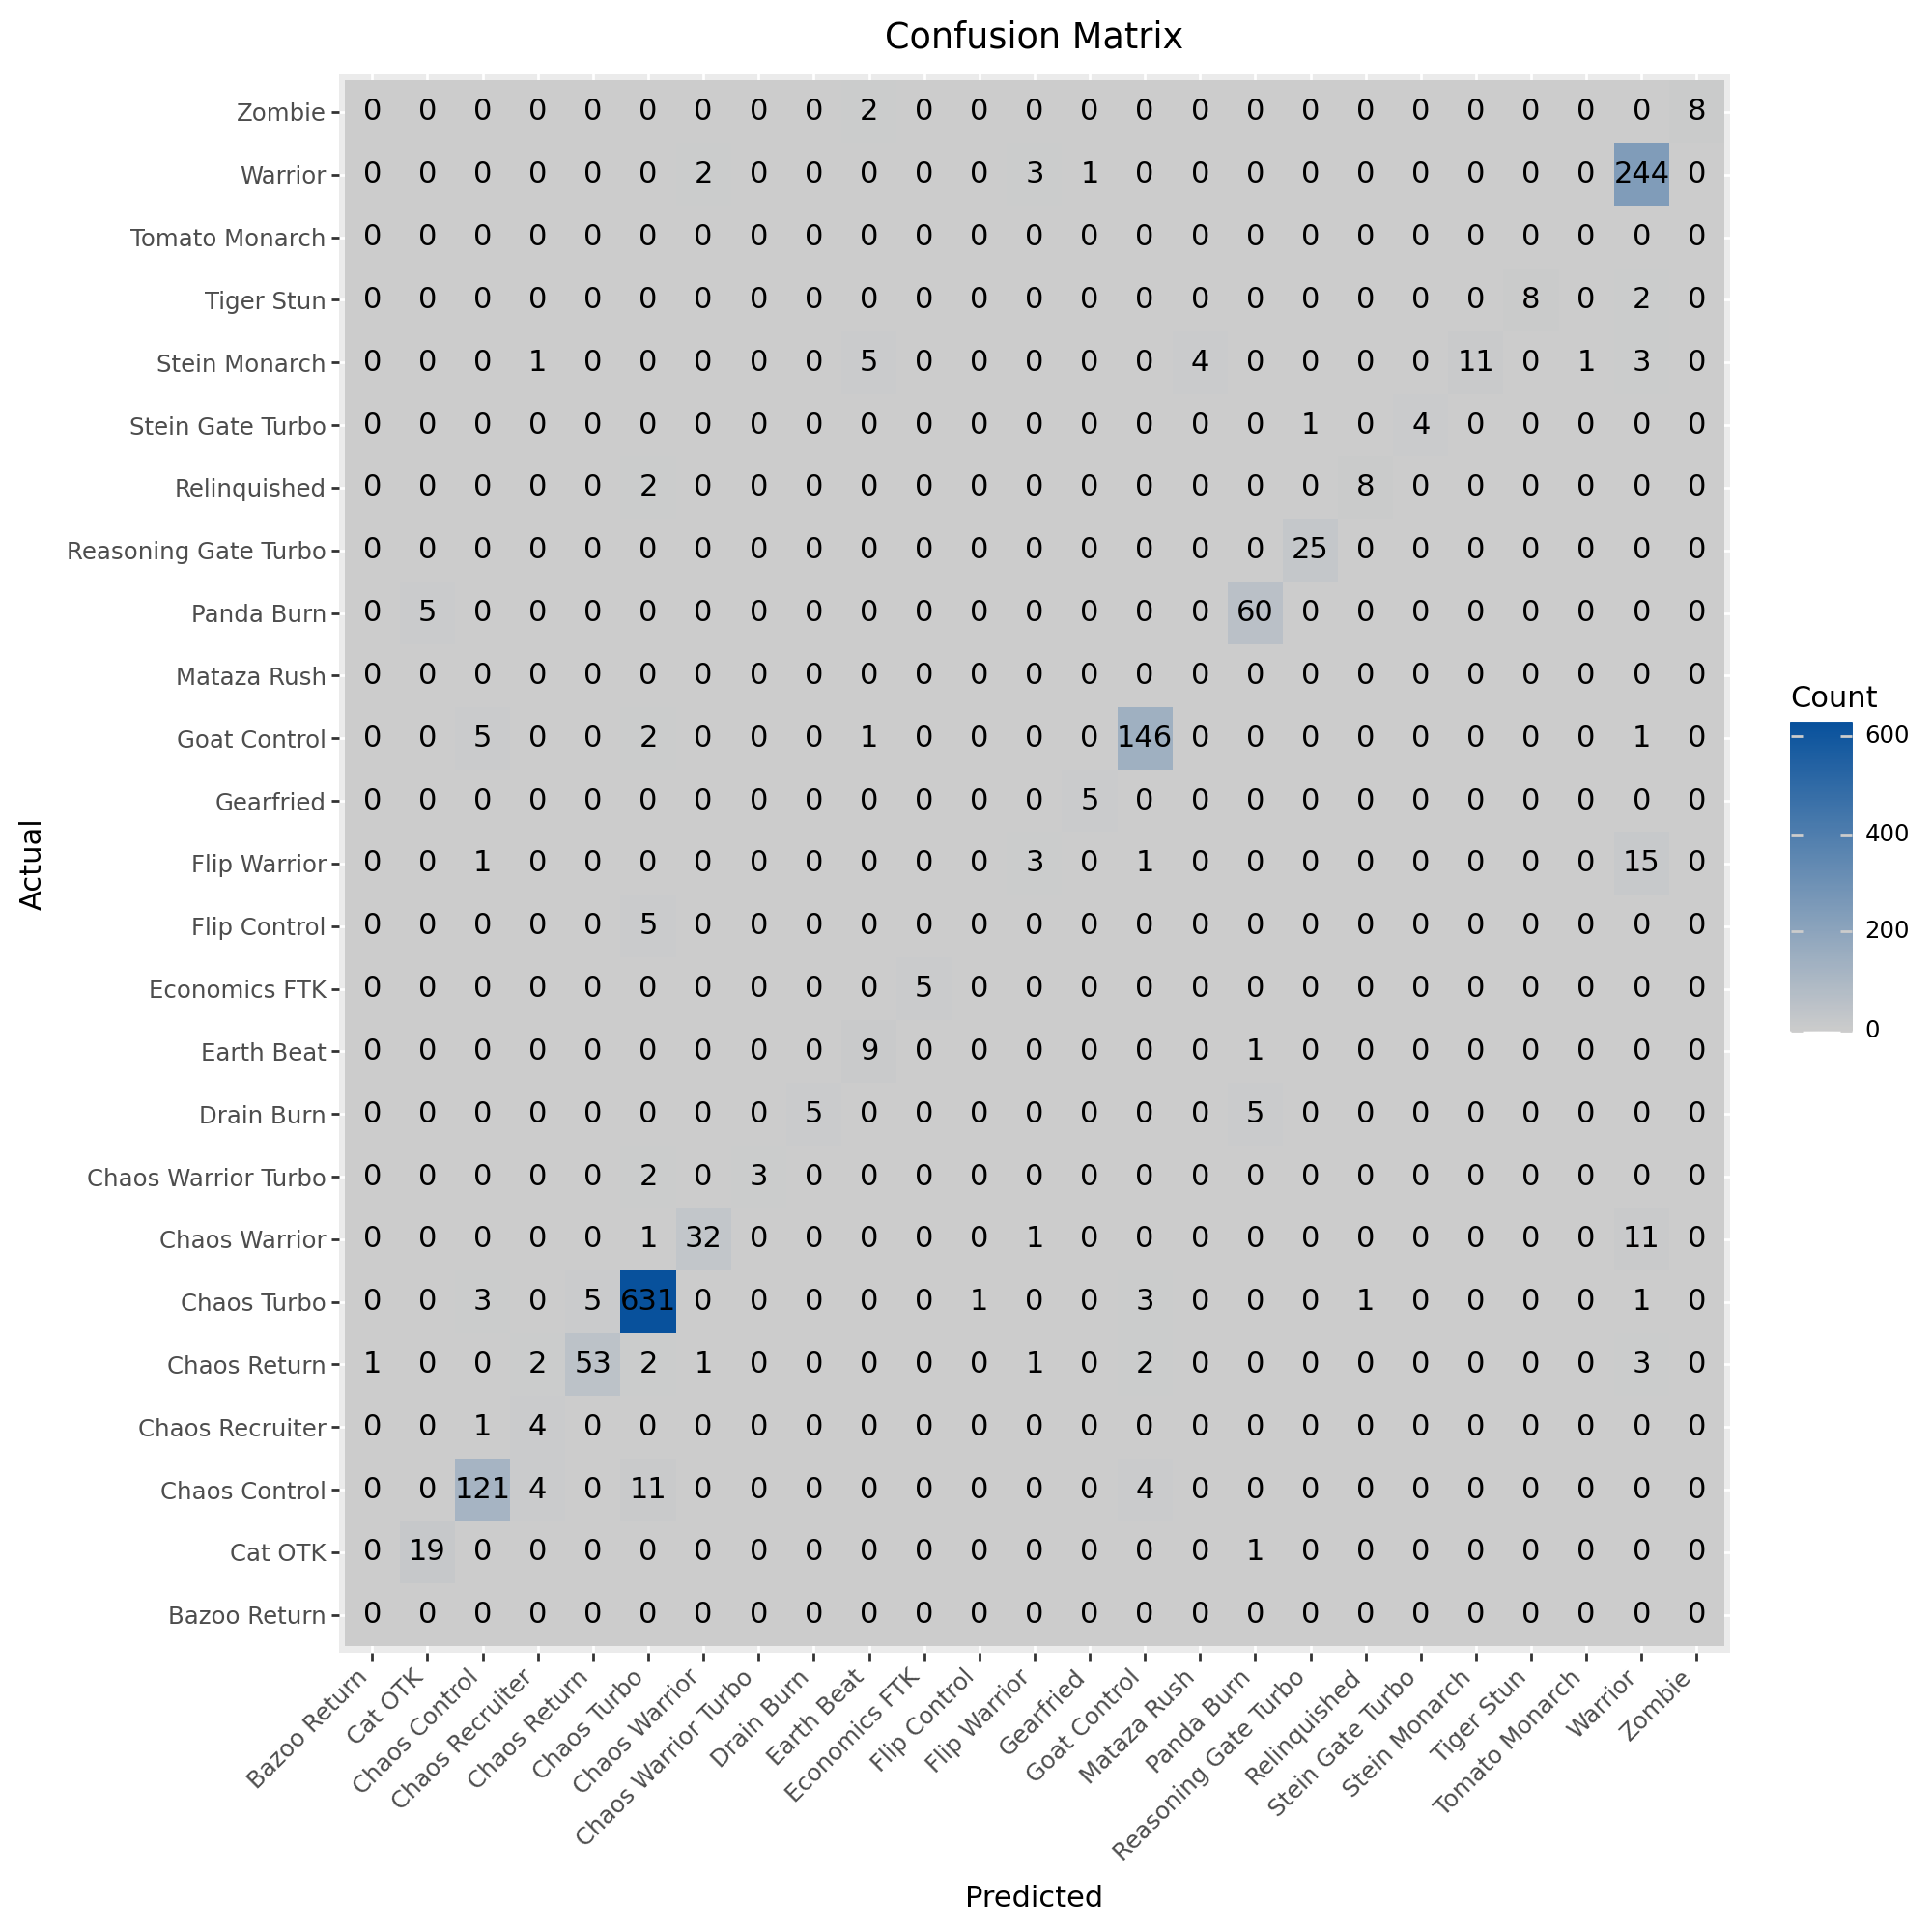 Confusion Matrix
Zombie 0 0 0 0 0 0 0 0 0 2 0 0 0 0 0 0 0 0 0 0 0 0 0 0 8
Warrior 0 0 0 0 0 0 2 0 0 0 0 0 3 1 0 0 0 0 0 0 0 0 0 244 0
Tomato Monarch 0 0 0 0 0 0 0 0 0 0 0 0 0 0 0 0 0 0 0 0 0 0 0 0 0
Tiger Stun 0 0 0 0 0 0 0 0 0 0 0 0 0 0 0 0 0 0 0 0 0 8 0 2 0
Stein Monarch 0 0 0 1 0 0 0 0 0 5 0 0 0 0 0 4 0 0 0 0 11 0 1 3 0
Stein Gate Turbo 0 0 0 0 0 0 0 0 0 0 0 0 0 0 0 0 0 1 0 4 0 0 0 0 0
Relinquished 0 0 0 0 0 2 0 0 0 0 0 0 0 0 0 0 0 0 8 0 0 0 0 0 0
Reasoning Gate Turbo 0 0 0 0 0 0 0 0 0 0 0 0 0 0 0 0 0 25 0 0 0 0 0 0 0
Panda Burn 0 5 0 0 0 0 0 0 0 0 0 0 0 0 0 0 60 0 0 0 0 0 0 0 0
Mataza Rush 0 0 0 0 0 0 0 0 0 0 0 0 0 0 0 0 0 0 0 0 0 0 0 0 0
Goat Control 0 0 5 0 0 2 0 0 0 1 0 0 0 0 146 0 0 0 0 0 0 0 0 1 0
Gearfried 0 0 0 0 0 0 0 0 0 0 0 0 0 5 0 0 0 0 0 0 0 0 0 0 0
Flip Warrior 0 0 1 0 0 0 0 0 0 0 0 0 3 0 1 0 0 0 0 0 0 0 0 15 0
Flip Control 0 0 0 0 0 5 0 0 0 0 0 0 0 0 0 0 0 0 0 0 0 0 0 0 0
Economics FTK 0 0 0 0 0 0 0 0 0 0 5 0 0 0 0 0 0 0 0 0 0 0 0 0 0
Earth Beat 0 0 0 0 0 0 0 0 0 9 0 0 0 0 0 0 1 0 0 0 0 0 0 0 0
Drain Burn 0 0 0 0 0 0 0 0 5 0 0 0 0 0 0 0 5 0 0 0 0 0 0 0 0
Chaos Warrior Turbo 0 0 0 0 0 2 0 3 0 0 0 0 0 0 0 0 0 0 0 0 0 0 0 0 0
Chaos Warrior 0 0 0 0 0 1 32 0 0 0 0 0 1 0 0 0 0 0 0 0 0 0 0 11 0
Chaos Turbo 0 0 3 0 5 631 0 0 0 0 0 1 0 0 3 0 0 0 1 0 0 0 0 1 0
Chaos Return 1 0 0 2 53 2 1 0 0 0 0 0 1 0 2 0 0 0 0 0 0 0 0 3 0
Chaos Recruiter 0 0 1 4 0 0 0 0 0 0 0 0 0 0 0 0 0 0 0 0 0 0 0 0 0
Chaos Control 0 0 121 4 0 11 0 0 0 0 0 0 0 0 4 0 0 0 0 0 0 0 0 0 0
Cat OTK 0 19 0 0 0 0 0 0 0 0 0 0 0 0 0 0 1 0 0 0 0 0 0 0 0
Bazoo Return 0 0 0 0 0 0 0 0 0 0 0 0 0 0 0 0 0 0 0 0 0 0 0 0 0
Actual
Bazoo Return
Cat OTK
Chaos Control
Chaos Recruiter
Chaos Return
Chaos Turbo
Chaos Warrior
Chaos Warrior Turbo
Drain Burn
Earth Beat
Economics FTK
Flip Control
Flip Warrior
Gearfried
Goat Control
Mataza Rush
Panda Burn
Reasoning Gate Turbo
Relinquished
Stein Gate Turbo
Stein Monarch
Tiger Stun
Tomato Monarch
Warrior
Zombie
Predicted
Count
600
400
200
0